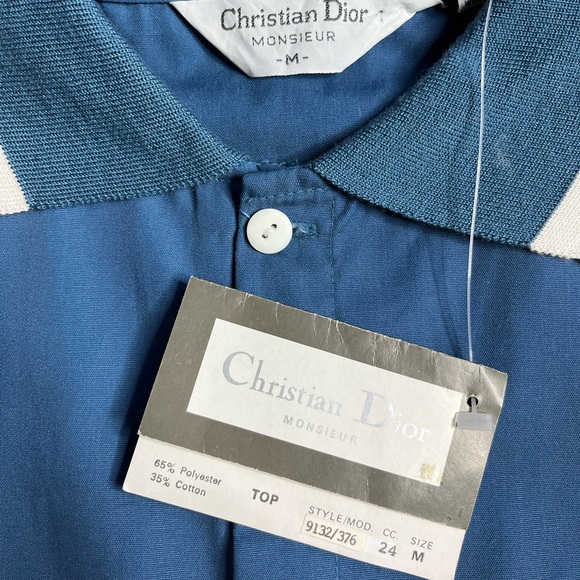 Christian Dior
MONSIEUR
-M-
Christian Dior
MONSIEUR
65% Polyester
35% Cotton
TOP
STYLE/MOD. CC. SIZE
9132/376 24 M